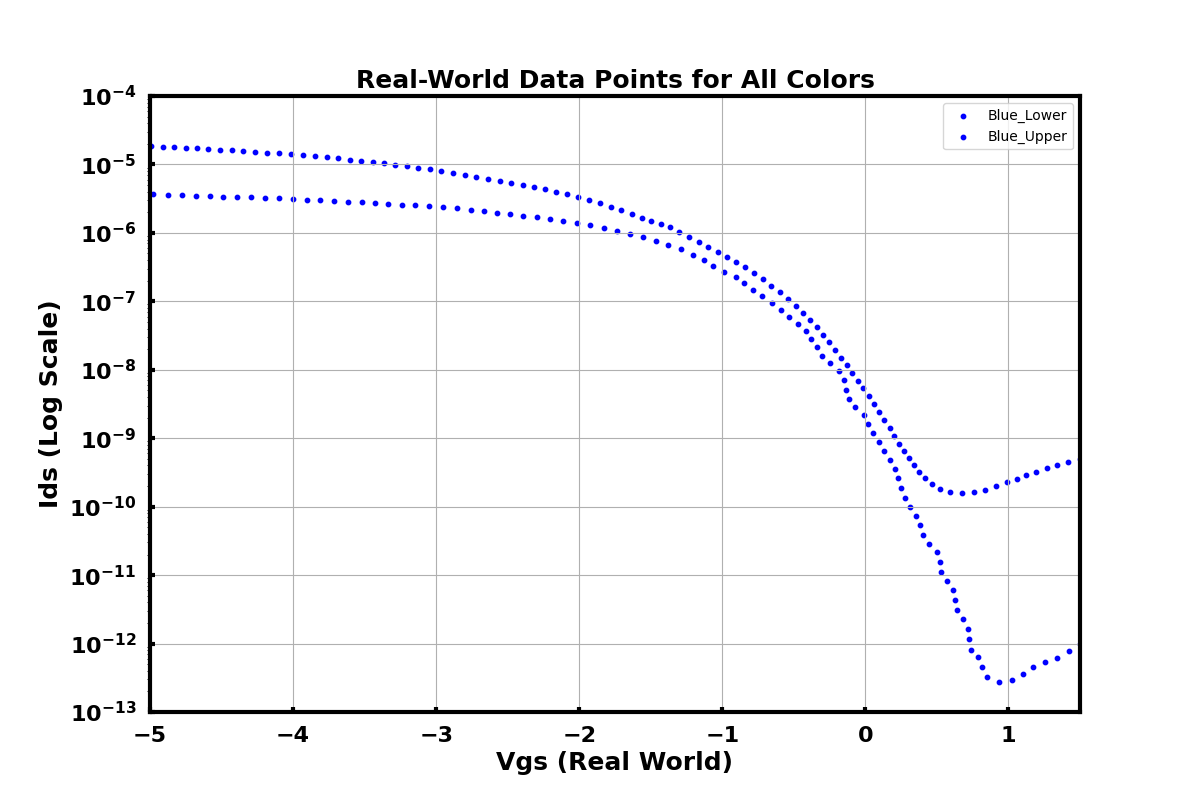 Real-World Data Points for All Colors
Blue_Lower
Blue_Upper
Ids (Log Scale)
10⁻⁴
10⁻⁵
10⁻⁶
10⁻⁷
10⁻⁸
10⁻⁹
10⁻¹⁰
10⁻¹¹
10⁻¹²
10⁻¹³
−5 −4 −3 −2 −1 0 1
Vgs (Real World)